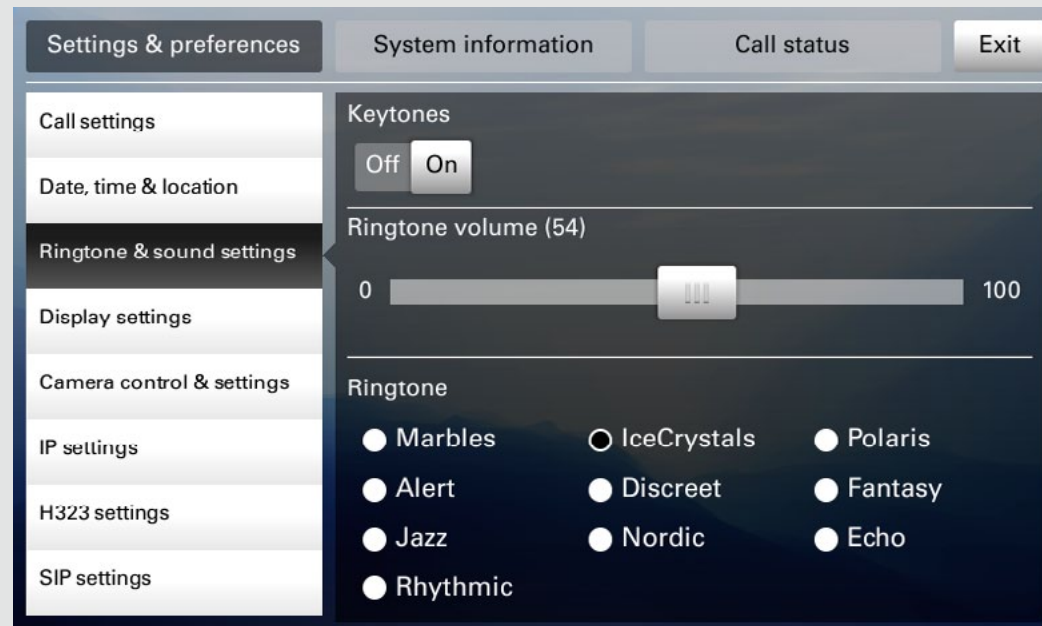 Settings & preferences System information Call status Exit
Call settings
Date, time & location
Ringtone & sound settings
Display settings
Camera control & settings
IP settings
H323 settings
SIP settings
Keytones
Off On
Ringtone volume (54)
0 100
Ringtone
Marbles IceCrystals Polaris
Alert Discreet Fantasy
Jazz Nordic Echo
Rhythmic